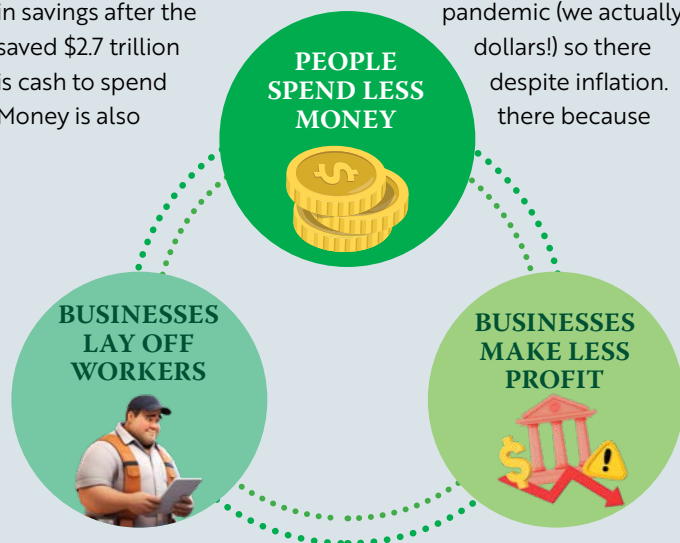 in savings after the
saved $2.7 trillion
is cash to spend
Money is also
pandemic (we actually
dollars!) so there
despite inflation.
there because
PEOPLE
SPEND LESS
MONEY
BUSINESSES
LAY OFF
WORKERS
BUSINESSES
MAKE LESS
PROFIT